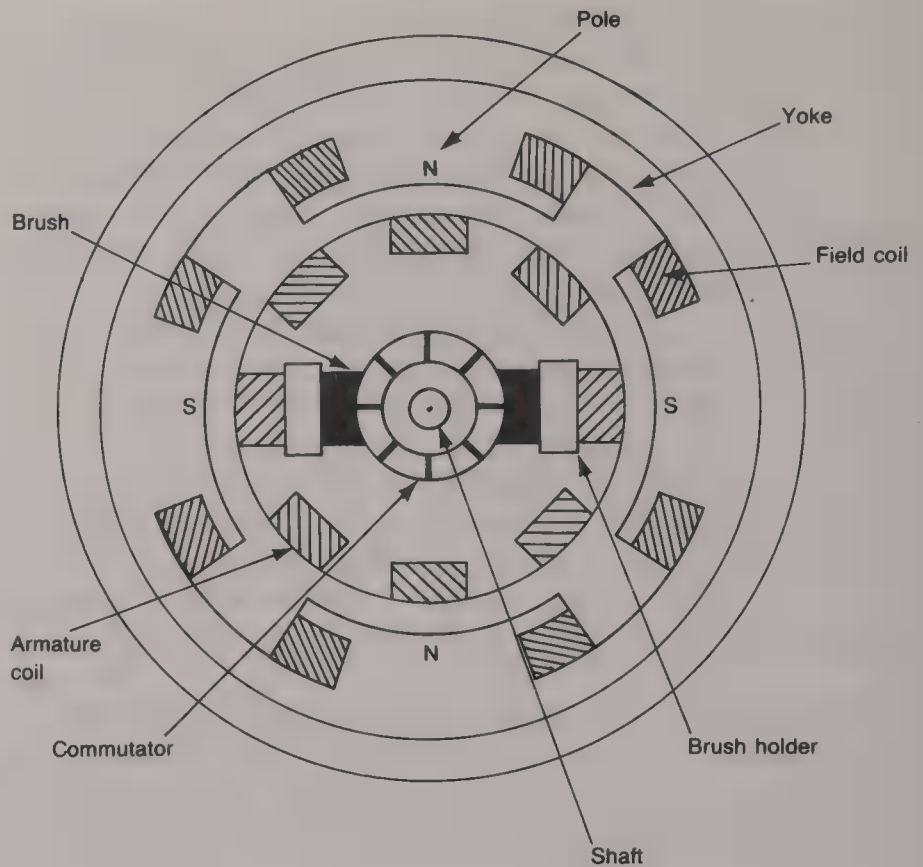 Pole
Yoke
N
Brush
Field coil
S
S
Armature
coil
N
Commutator
Brush holder
Shaft